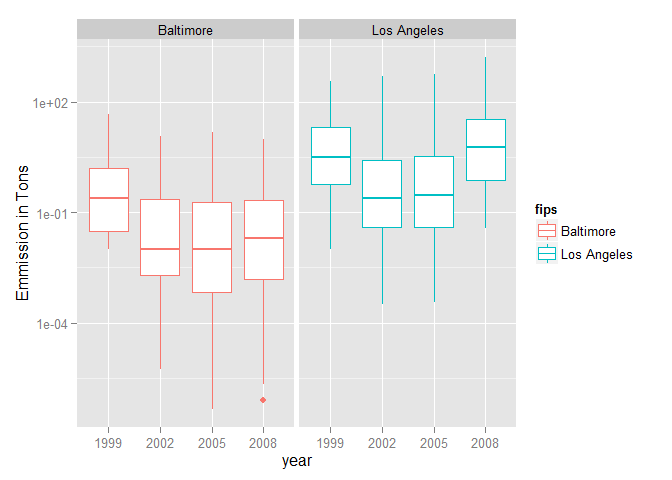 Baltimore
Los Angeles
1e+02
1e-01
1e-04
Emmission in Tons
1999 2002 2005 2008
1999 2002 2005 2008
year
fips
Baltimore
Los Angeles